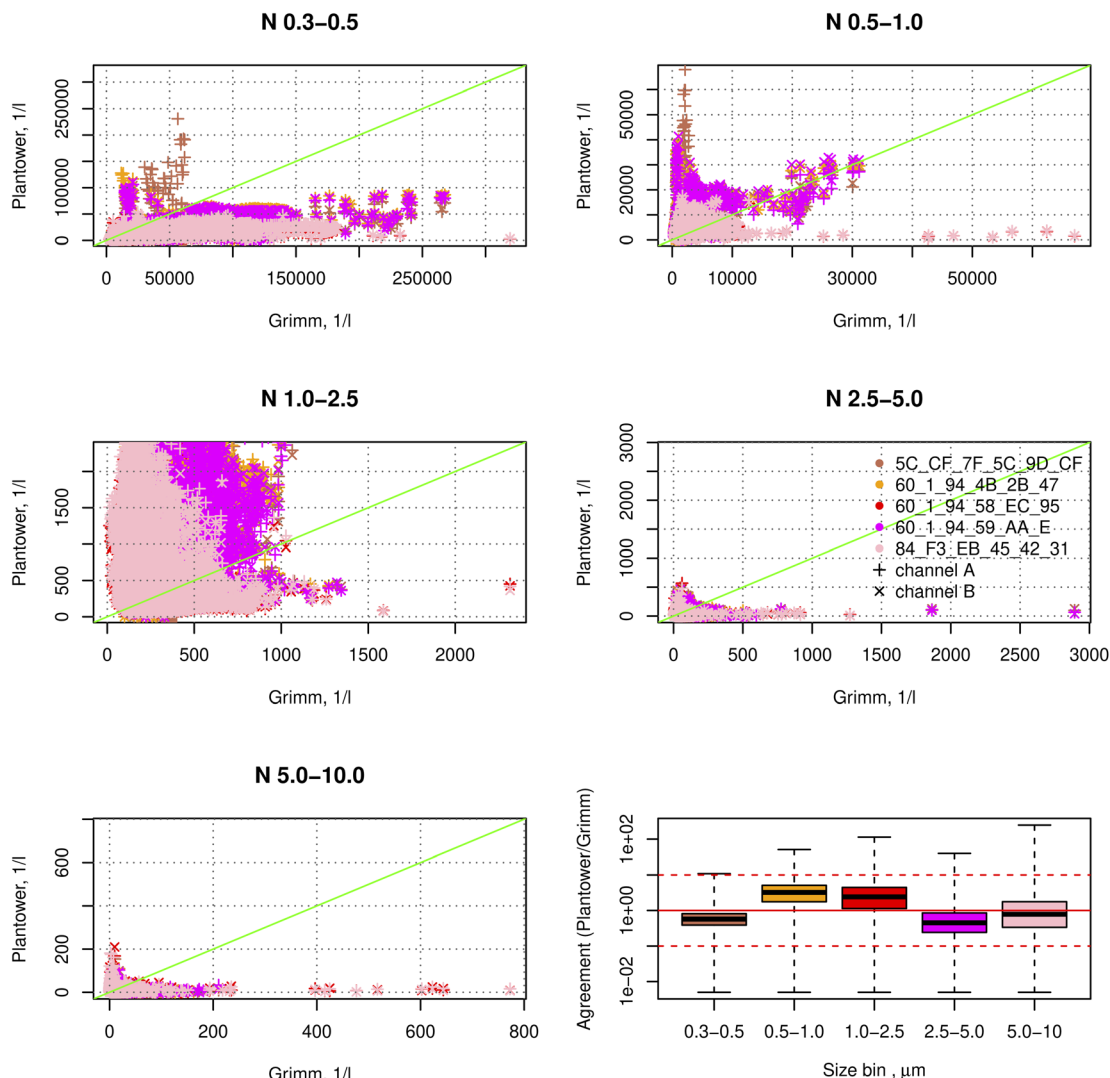 N 0.3−0.5
Plantower, 1/l
250000
100000
0
0 50000 150000 250000
Grimm, 1/l
N 0.5−1.0
Plantower, 1/l
50000
20000
0
0 10000 30000 50000
Grimm, 1/l
N 1.0−2.5
Plantower, 1/l
1500
500
0
0 500 1000 1500 2000
Grimm, 1/l
N 2.5−5.0
Plantower, 1/l
3000
2000
1000
0
5C_CF_7F_5C_9D_CF
60_1_94_4B_2B_47
60_1_94_58_EC_95
60_1_94_59_AA_E
84_F3_EB_45_42_31
channel A
channel B
0 500 1000 1500 2000 2500 3000
Grimm, 1/l
N 5.0−10.0
Plantower, 1/l
600
200
0
0 200 400 600 800
Grimm, 1/l
Agreement (Plantower/Grimm)
1e+02
1e+00
1e−02
0.3−0.5 0.5−1.0 1.0−2.5 2.5−5.0 5.0−10
Size bin , μm